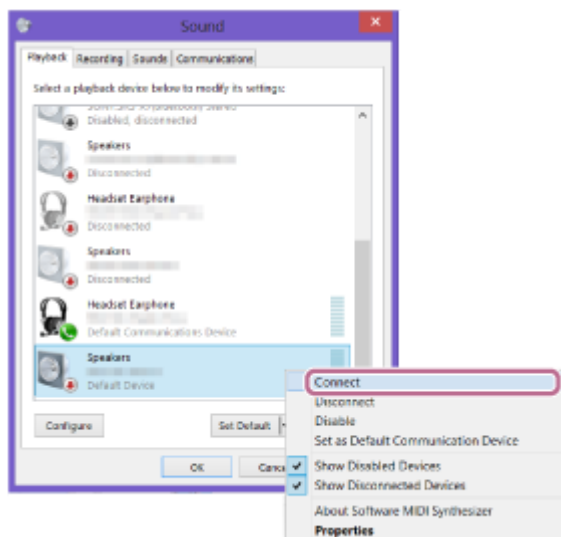 Sound
Playback Recording Sounds Communications
Select a playback device below to modify its settings:
Disabled, disconnected
Speakers
Disconnected
Headset Earphone
Disconnected
Speakers
Disconnected
Headset Earphone
Default Communications Device
Speakers
Default Device
Configure
Set Default
OK
Connect
Disconnect
Disable
Set as Default Communication Device
Show Disabled Devices
Show Disconnected Devices
About Software MIDI Synthesizer
Properties